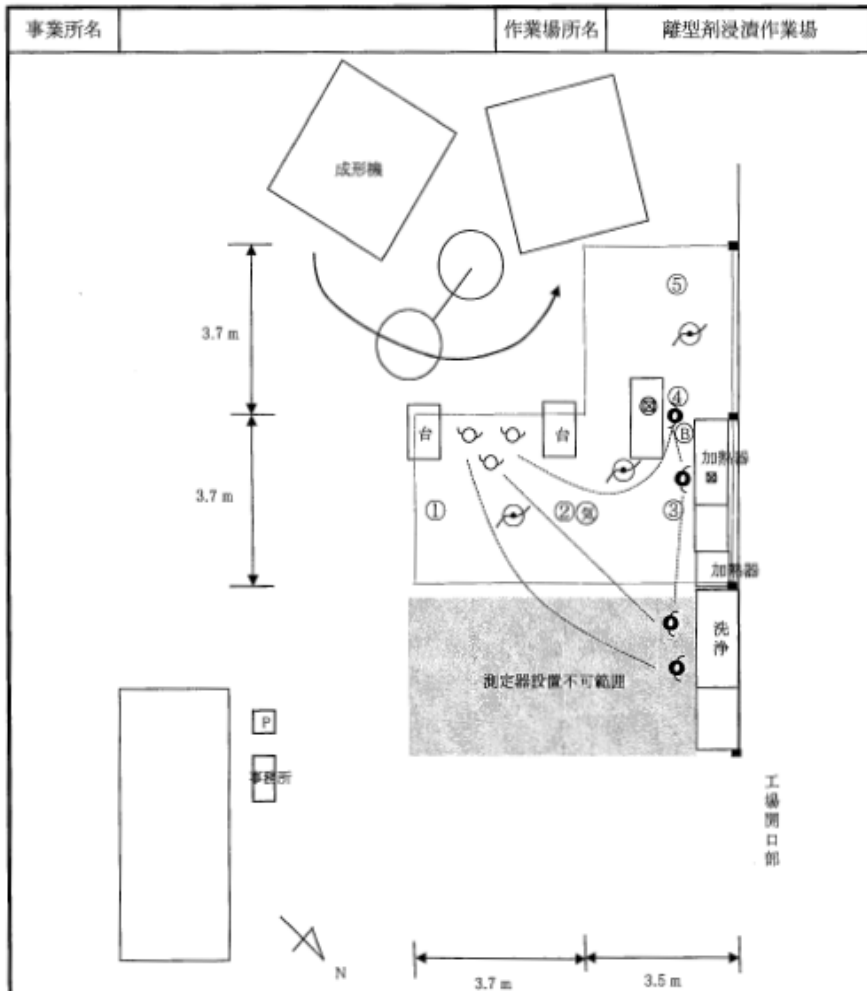 事業所名
作業場所名
離型剤浸漬作業場
成形機
⑤
3.7 m
④
Ⓑ
台
台
加熱器
3.7 m
①
②
気
③
加熱器
洗浄
測定器設置不可範囲
P
事務所
工場開口部
N
3.7 m
3.5 m